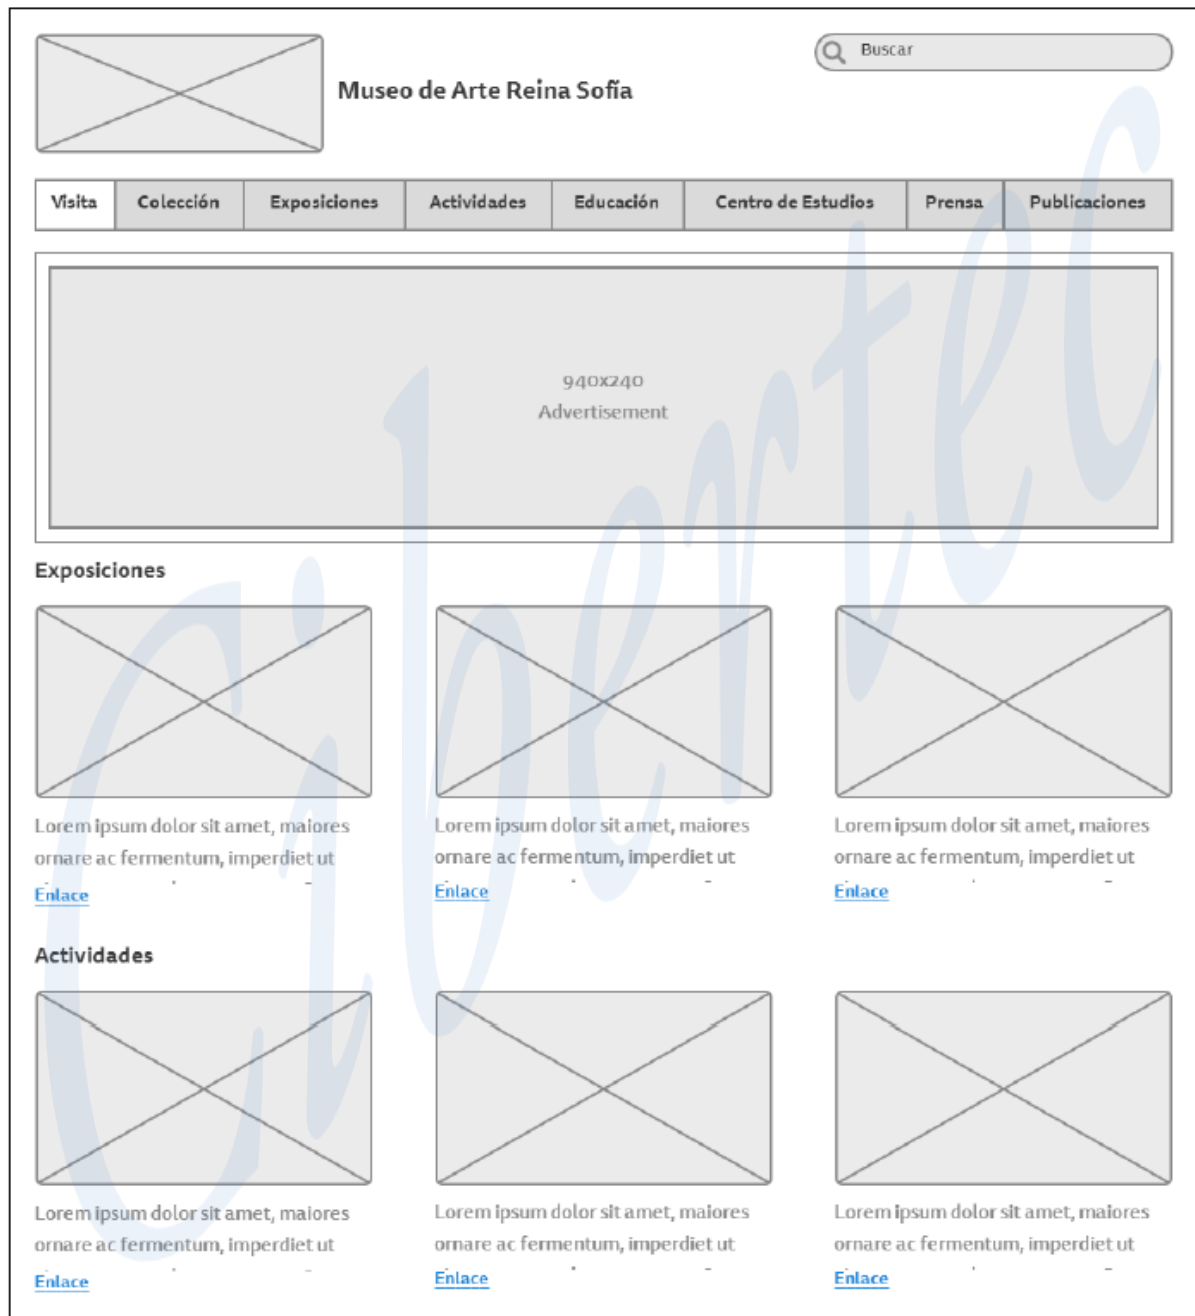 Buscar
Museo de Arte Reina Sofía
Visita Colección Exposiciones Actividades Educación Centro de Estudios Prensa Publicaciones
940x240
Advertisement
Exposiciones
Lorem ipsum dolor sit amet, maiores Lorem ipsum dolor sit amet, maiores Lorem ipsum dolor sit amet, maiores
ornare ac fermentum, imperdiet ut ornare ac fermentum, imperdiet ut ornare ac fermentum, imperdiet ut
Enlace Enlace Enlace
Actividades
Lorem ipsum dolor sit amet, maiores Lorem ipsum dolor sit amet, maiores Lorem ipsum dolor sit amet, maiores
ornare ac fermentum, imperdiet ut ornare ac fermentum, imperdiet ut ornare ac fermentum, imperdiet ut
Enlace Enlace Enlace
Cibertec